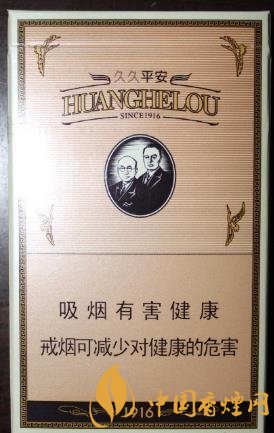 久久平安
HUANGHELOU
SINCE1916
吸烟有害健康
戒烟可减少对健康的危害
1916
中国香烟网